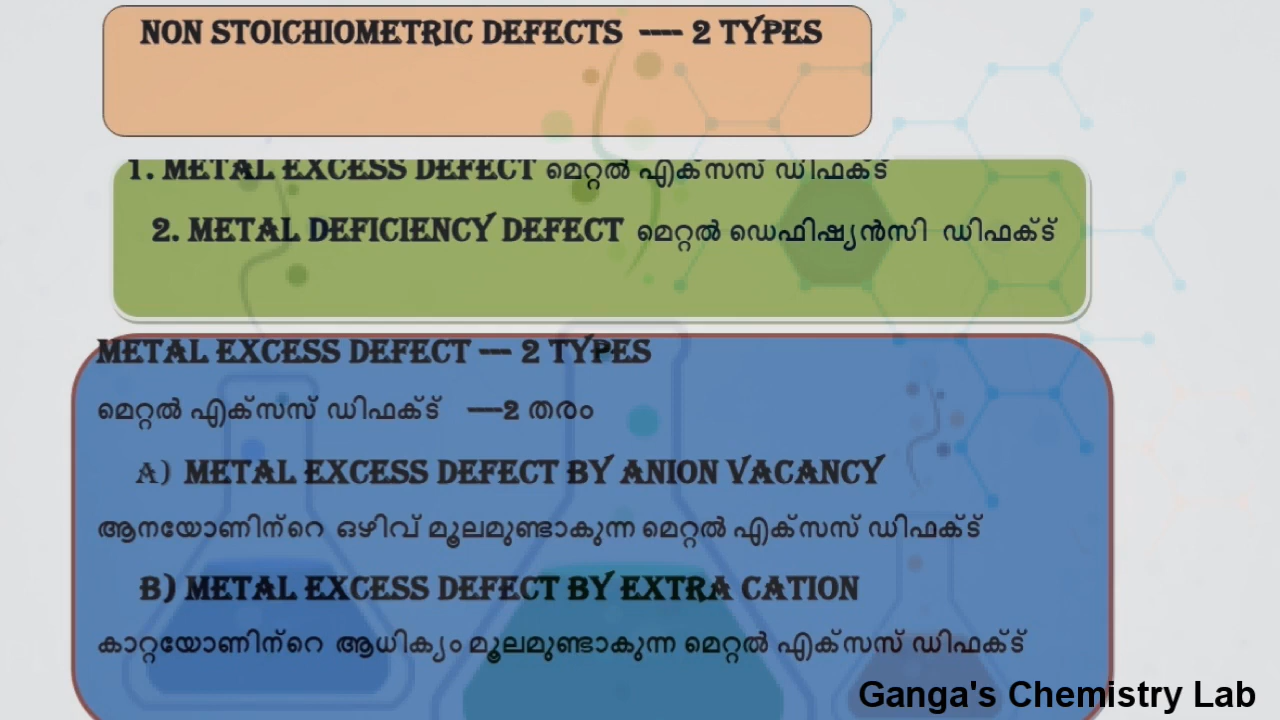 NON STOICHIOMETRIC DEFECTS ---- 2 TYPES
1. METAL EXCESS DEFECT മെറ്റൽ എക്സസ് ഡിഫക്ട്
2. METAL DEFICIENCY DEFECT മെറ്റൽ ഡെഫിഷ്യൻസി ഡിഫക്ട്
METAL EXCESS DEFECT --- 2 TYPES
മെറ്റൽ എക്സസ് ഡിഫക്ട് ----2 തരം
A) METAL EXCESS DEFECT BY ANION VACANCY
ആനയോണിന്റെ ഒഴിവ് മൂലമുണ്ടാകുന്ന മെറ്റൽ എക്സസ് ഡിഫക്ട്
B) METAL EXCESS DEFECT BY EXTRA CATION
കാറ്റയോണിന്റെ ആധിക്യം മൂലമുണ്ടാകുന്ന മെറ്റൽ എക്സസ് ഡിഫക്ട്
Ganga's Chemistry Lab